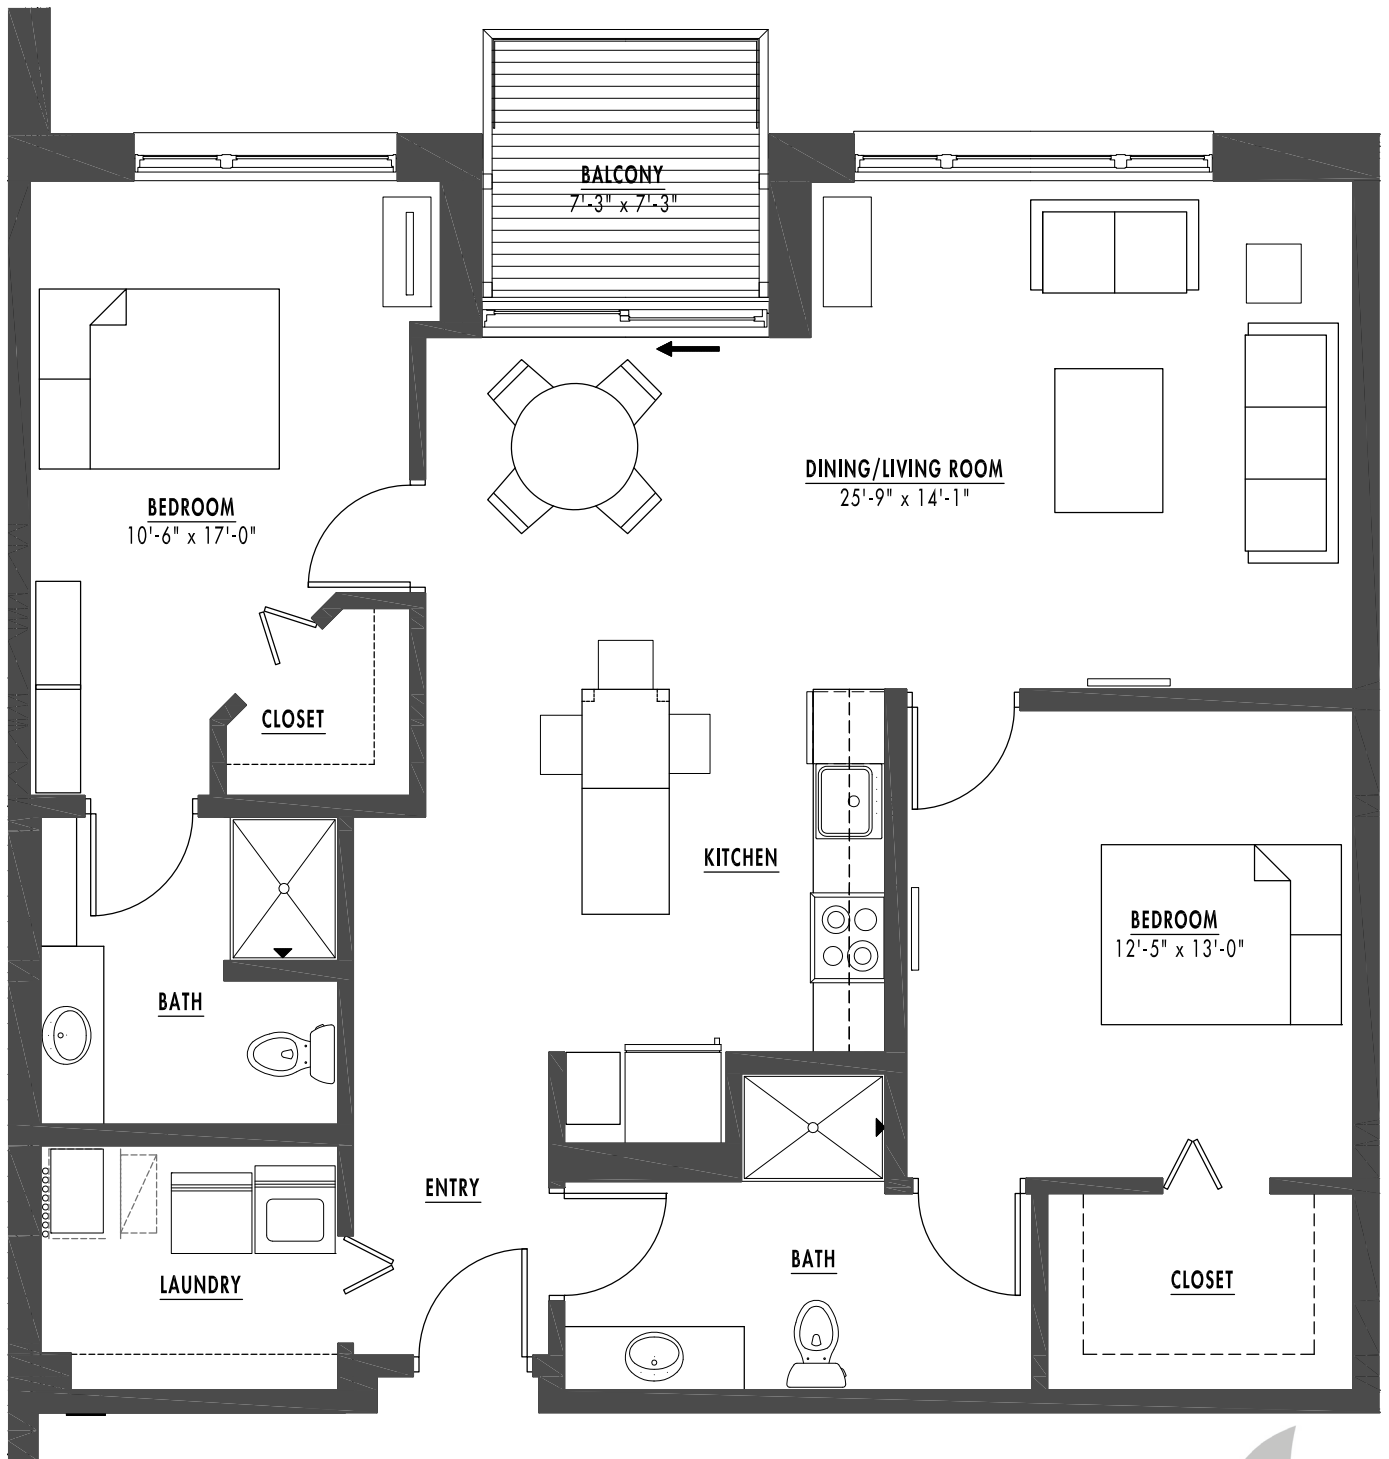 BALCONY
7'-3" x 7'-3"
DINING/LIVING ROOM
25'-9" x 14'-1"
BEDROOM
10'-6" x 17'-0"
CLOSET
KITCHEN
BEDROOM
12'-5" x 13'-0"
BATH
ENTRY
BATH
LAUNDRY
CLOSET